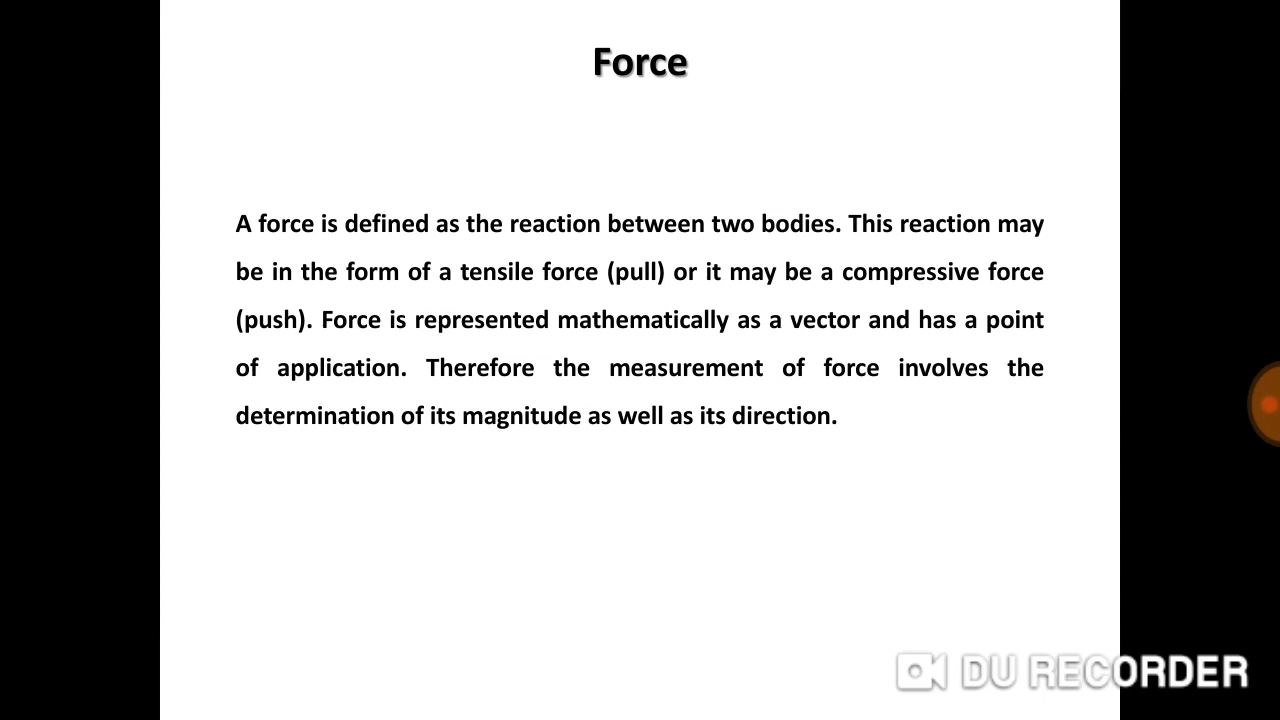 Force
A force is defined as the reaction between two bodies. This reaction may
be in the form of a tensile force (pull) or it may be a compressive force
(push). Force is represented mathematically as a vector and has a point
of application. Therefore the measurement of force involves the
determination of its magnitude as well as its direction.
DU RECORDER